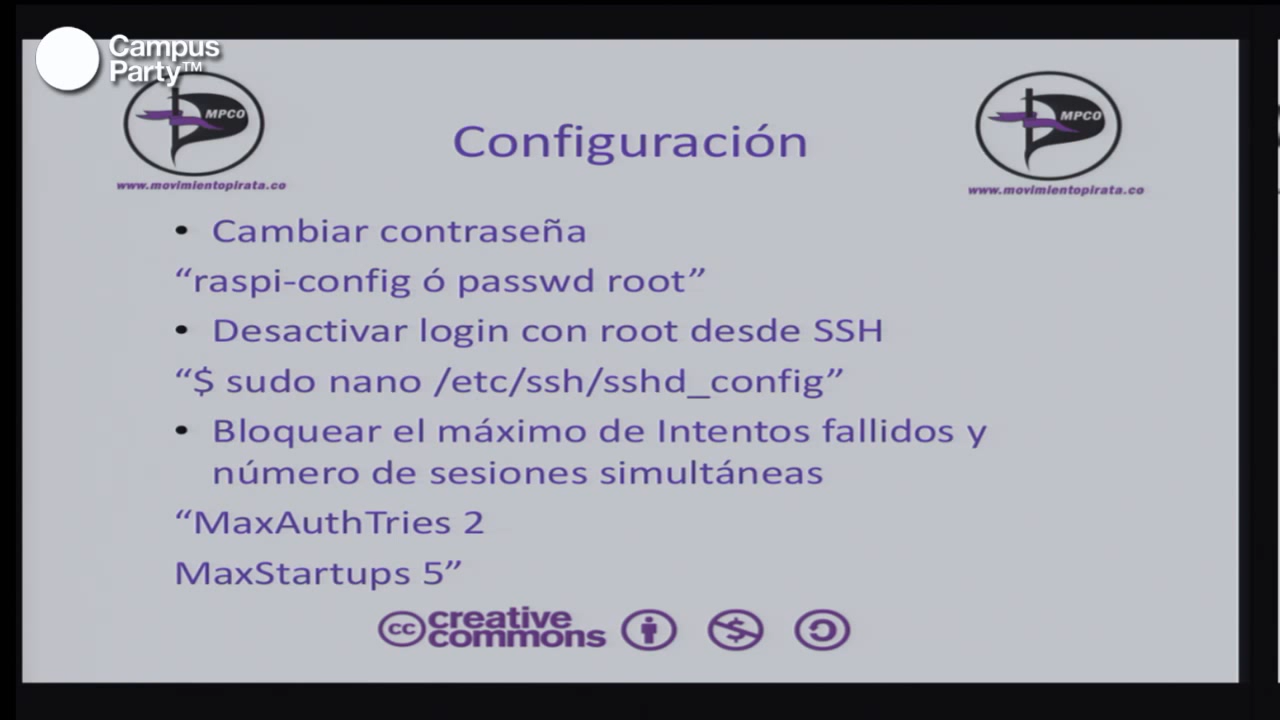 Campus
Party™
MPCO
www.movimientopirata.co
MPCO
www.movimientopirata.co
Configuración
• Cambiar contraseña
“raspi-config ó passwd root”
• Desactivar login con root desde SSH
“$ sudo nano /etc/ssh/sshd_config”
• Bloquear el máximo de Intentos fallidos y
número de sesiones simultáneas
“MaxAuthTries 2
MaxStartups 5”
cc creative
commons